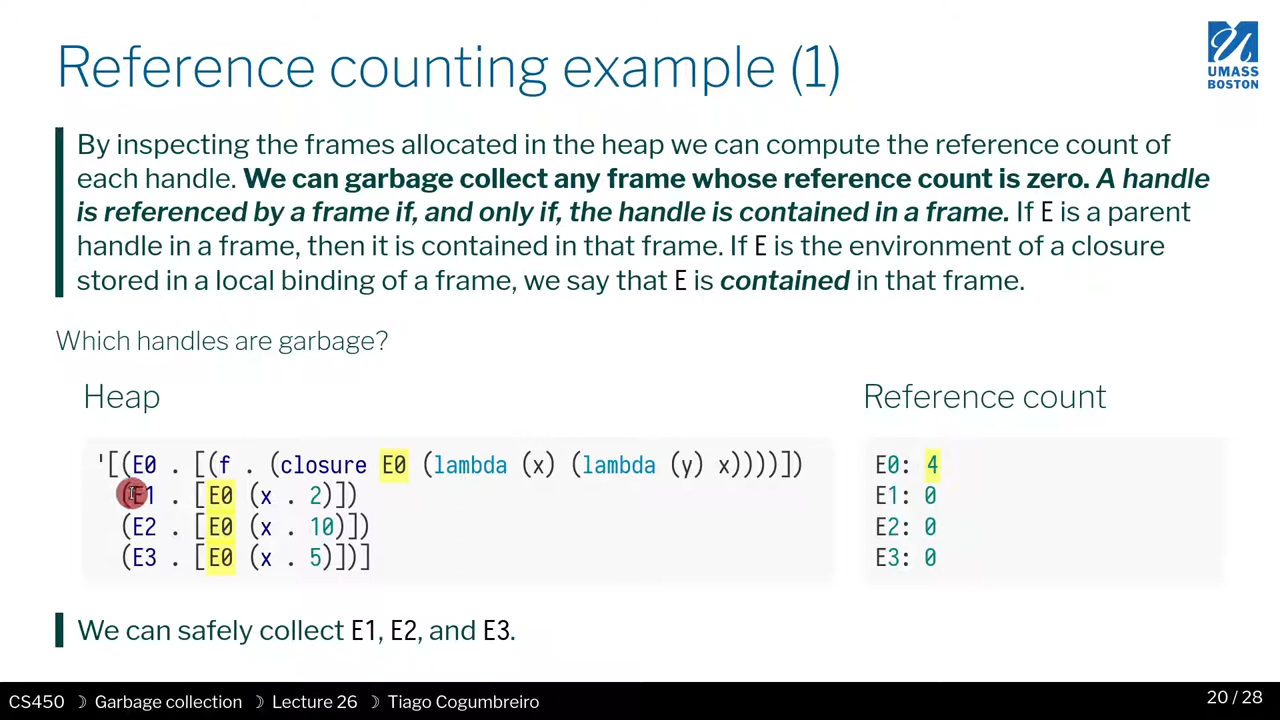 Reference counting example (1)
UMASS
BOSTON
By inspecting the frames allocated in the heap we can compute the reference count of
each handle. We can garbage collect any frame whose reference count is zero. A handle
is referenced by a frame if, and only if, the handle is contained in a frame. If E is a parent
handle in a frame, then it is contained in that frame. If E is the environment of a closure
stored in a local binding of a frame, we say that E is contained in that frame.
Which handles are garbage?
Heap
'[(E0 . [(f . (closure E0 (lambda (x) (lambda (y) x))))])
(E1 . [E0 (x . 2)])
(E2 . [E0 (x . 10)])
(E3 . [E0 (x . 5)])]
Reference count
E0: 4
E1: 0
E2: 0
E3: 0
We can safely collect E1, E2, and E3.
CS450 ☽ Garbage collection ☽ Lecture 26 ☽ Tiago Cogumbreiro
20 / 28